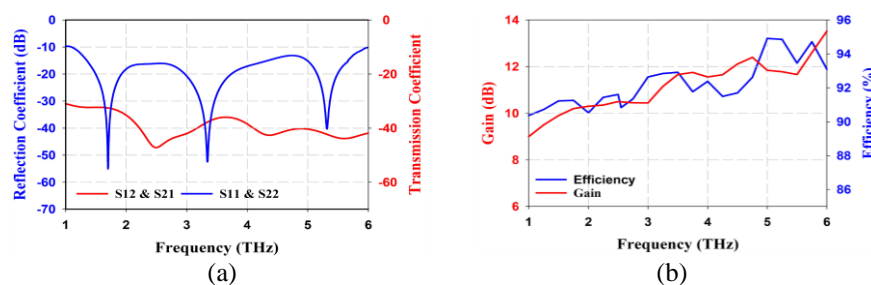 0
-10
-20
-30
-40
-50
-60
-70
Reflection Coefficient (dB)
0
-20
-40
-60
Transmission Coefficient
S12 & S21
S11 & S22
1 2 3 4 5 6
Frequency (THz)
(a)
14
12
10
8
6
Gain (dB)
96
94
92
90
88
86
Efficiency (%)
Efficiency
Gain
1 2 3 4 5 6
Frequency (THz)
(b)